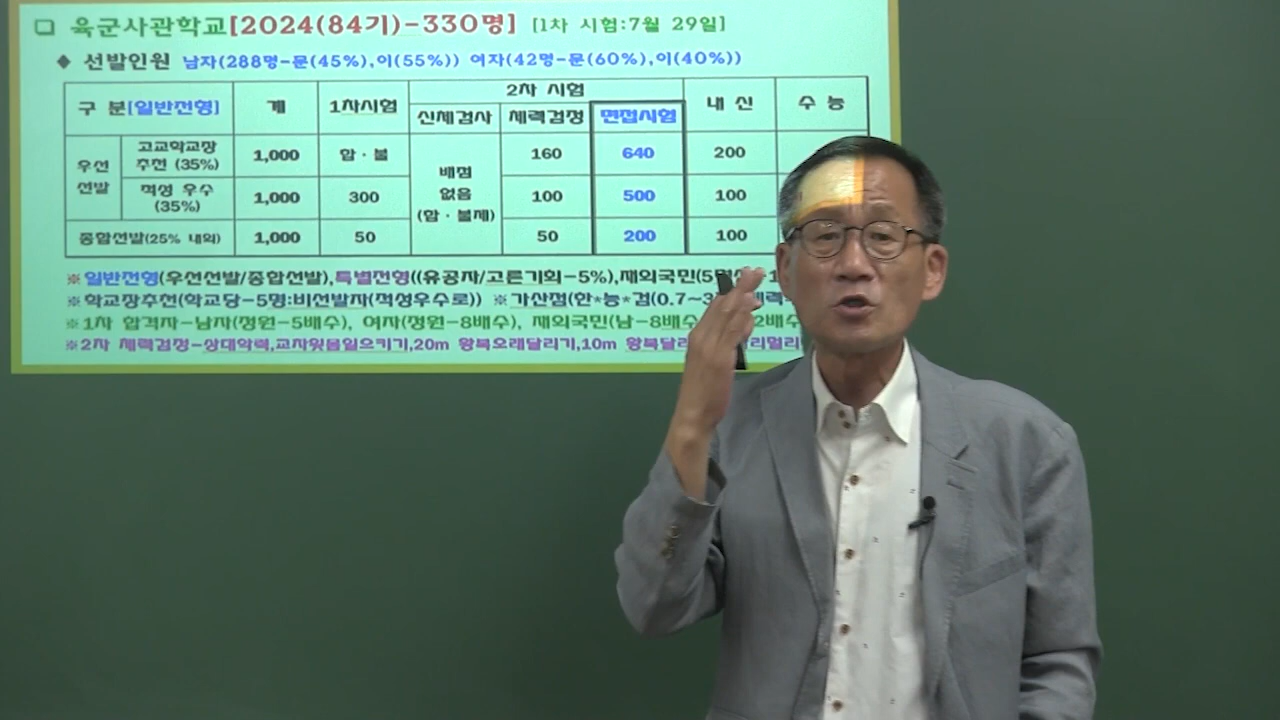 ❏ 육군사관학교[2024(84기)-330명] [1차 시험:7월 29일]
◆ 선발인원 남자(288명-문(45%),이(55%)) 여자(42명-문(60%),이(40%))
구 분[일반전형] 계 1차시험 2차 시험 내 신 수 능
신체검사 체력검정 면접시험
우선 선발 고교학교장 추천 (35%) 1,000 합·불 배점 없음 (합·불제) 160 640 200
적성 우수 (35%) 1,000 300 100 500 100
종합선발(25% 내외) 1,000 50 50 200 100
※일반전형(우선선발/종합선발),특별전형((유공자/고른기회-5%),재외국민(5명
※학교장추천(학교당-5명:비선발자(적성우수로)) ※가산점(한*능*검(0.7~3
※1차 합격자-남자(정원-5배수), 여자(정원-8배수), 재외국민(남-8배수 2배수
※2차 체력검정-상대악력,교차윗몸일으키기,20m 왕복오래달리기,10m 왕복달리